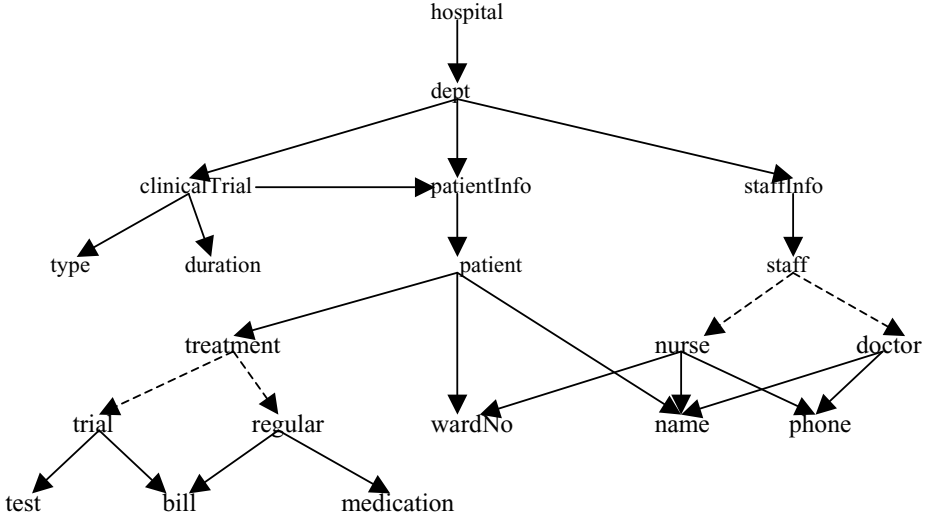 hospital
dept
clinicalTrial patientInfo staffInfo
type duration patient staff
treatment nurse doctor
trial regular wardNo name phone
test bill medication